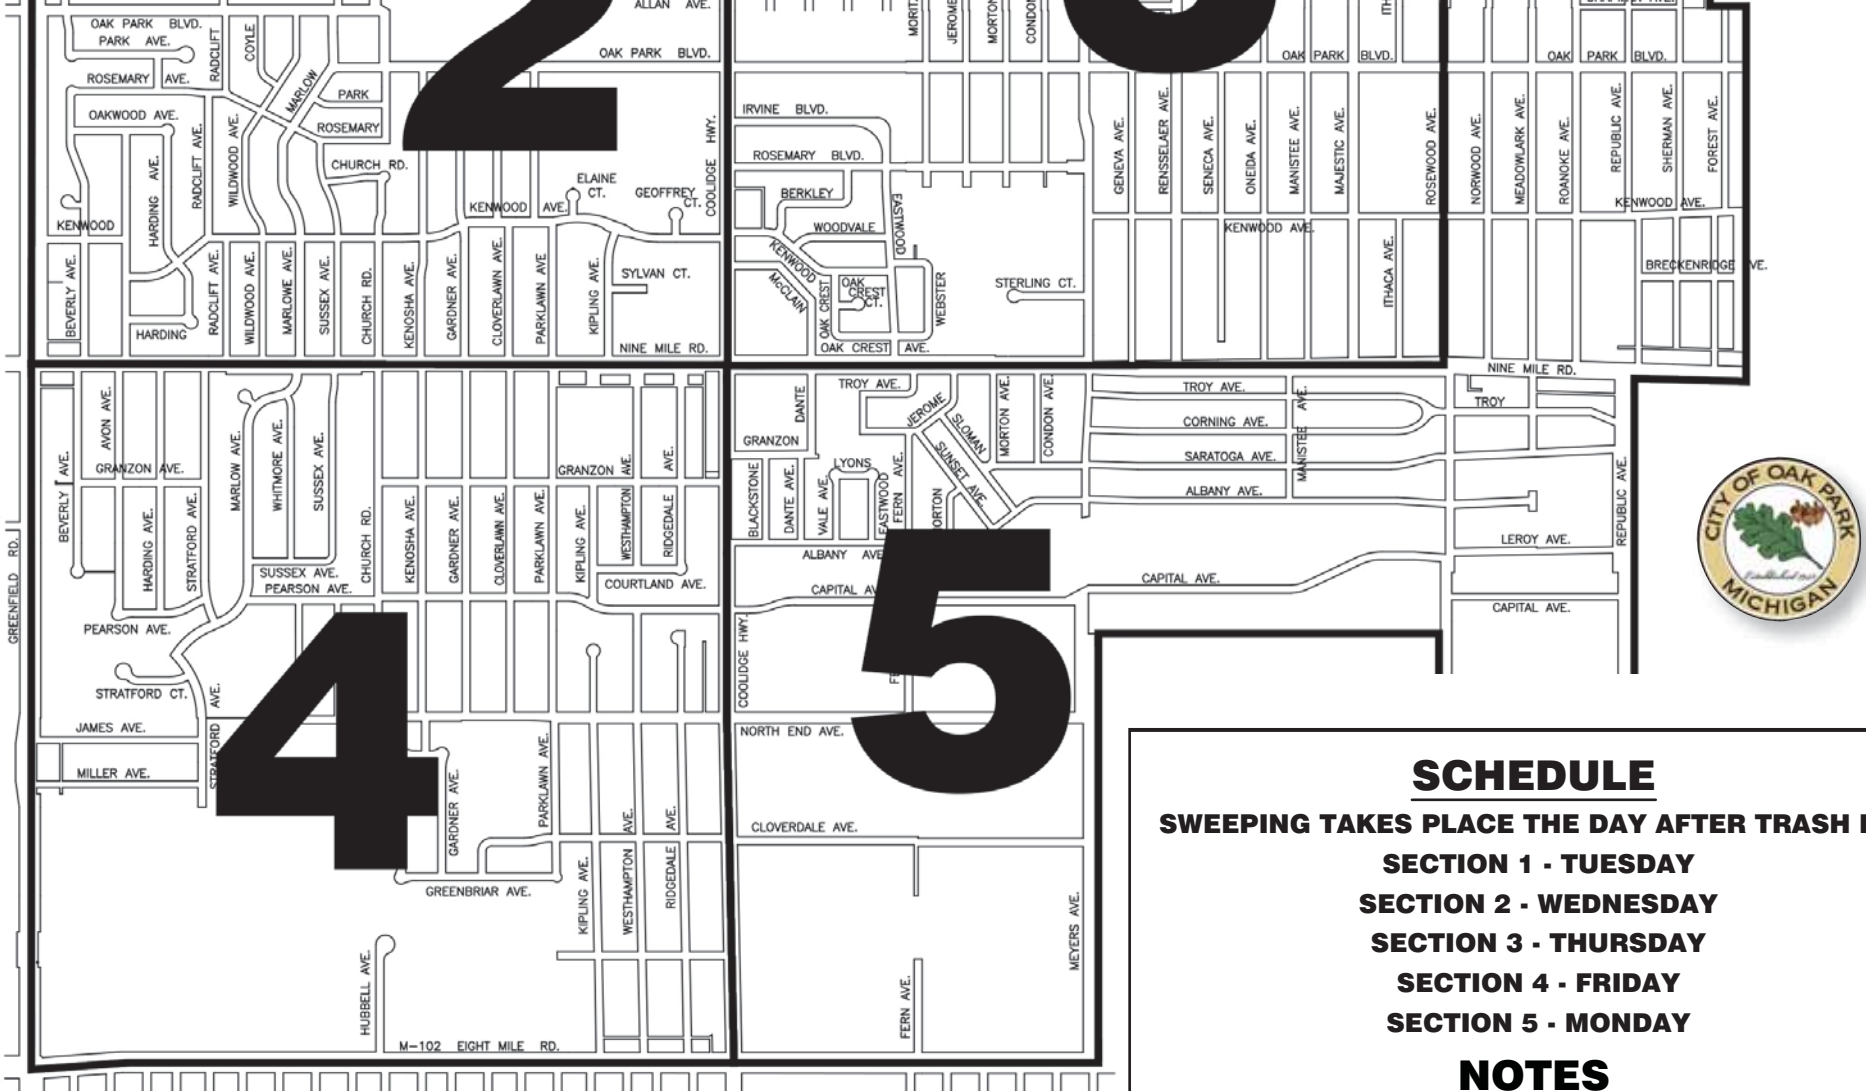 ALLAN AVE.
OAK PARK BLVD.
PARK AVE.
RADCLIFT
COYLE
MARLOW
ROSEMARY AVE.
PARK
ROSEMARY
OAKWOOD AVE.
HARDING AVE.
RADCLIFT AVE.
WILDWOOD AVE.
CHURCH RD.
KENWOOD
2
OAK PARK BLVD.
COOLIDGE HWY.
ELAINE CT.
GEOFFREY CT.
KENWOOD AVE.
SYLVAN CT.
BEVERLY AVE.
HARDING
RADCLIFT AVE.
WILDWOOD AVE.
MARLOWE AVE.
SUSSEX AVE.
CHURCH RD.
KENOSHA AVE.
GARDNER AVE.
CLOVERLAWN AVE.
PARKLAWN AVE
KIPLING AVE.
NINE MILE RD.
JEROME
MORTON
IRVINE BLVD.
ROSEMARY BLVD.
BERKLEY
WOODVALE
EASTWOOD
KENWOOD
McCLAIN
OAK CREST
OAK CREST CT.
WEBSTER
OAK CREST AVE.
STERLING CT.
OAK PARK BLVD.
GENEVA AVE.
RENSSELAER AVE.
SENECA AVE.
ONEIDA AVE.
MANISTEE AVE.
MAJESTIC AVE.
ROSEWOOD AVE.
KENWOOD AVE.
ITHACA AVE.
OAK PARK BLVD.
NORWOOD AVE.
MEADOWLARK AVE.
ROANOKE AVE.
REPUBLIC AVE.
SHERMAN AVE.
FOREST AVE.
KENWOOD AVE.
BRECKENRIDGE AVE.
NINE MILE RD.
GREENFIELD RD.
AVON AVE.
BEVERLY AVE.
GRANZON AVE.
HARDING AVE.
STRATFORD AVE.
MARLOW AVE.
WHITMORE AVE.
SUSSEX AVE.
SUSSEX AVE.
PEARSON AVE.
CHURCH RD.
KENOSHA AVE.
GARDNER AVE.
CLOVERLAWN AVE.
PARKLAWN AVE.
KIPLING AVE.
GRANZON AVE.
AVE.
WESTHAMPTON
RIDGEDALE
COURTLAND AVE.
PEARSON AVE.
STRATFORD CT.
JAMES AVE.
MILLER AVE.
STRATFORD AVE.
4
GARDNER AVE.
PARKLAWN AVE.
GREENBRIAR AVE.
KIPLING AVE.
WESTHAMPTON AVE.
RIDGEDALE AVE.
HUBBELL AVE.
M-102 EIGHT MILE RD.
TROY AVE.
DANTE
GRANZON
JEROME
SLOMAN
SUNSET AVE.
MORTON AVE.
CONDON AVE.
BLACKSTONE
DANTE AVE.
VALE AVE.
LYONS
EASTWOOD
FERN AVE.
ALBANY AVE
COOLIDGE HWY.
5
NORTH END AVE.
CLOVERDALE AVE.
FERN AVE.
MEYERS AVE.
TROY AVE.
CORNING AVE.
SARATOGA AVE.
ALBANY AVE.
MANISTEE AVE.
CAPITAL AVE.
TROY
LEROY AVE.
CAPITAL AVE.
REPUBLIC AVE.
CITY OF OAK PARK
MICHIGAN
SCHEDULE
SWEEPING TAKES PLACE THE DAY AFTER TRASH
SECTION 1 - TUESDAY
SECTION 2 - WEDNESDAY
SECTION 3 - THURSDAY
SECTION 4 - FRIDAY
SECTION 5 - MONDAY
NOTES